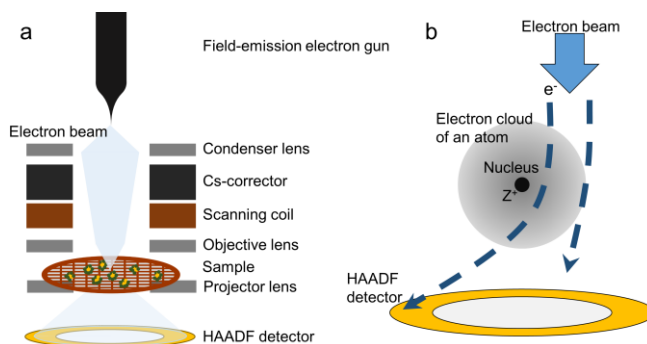 a
Field-emission electron gun
Electron beam
Condenser lens
Cs-corrector
Scanning coil
Objective lens
Sample
Projector lens
HAADF detector
b
Electron beam
e-
Electron cloud
of an atom
Nucleus
Z+
HAADF
detector